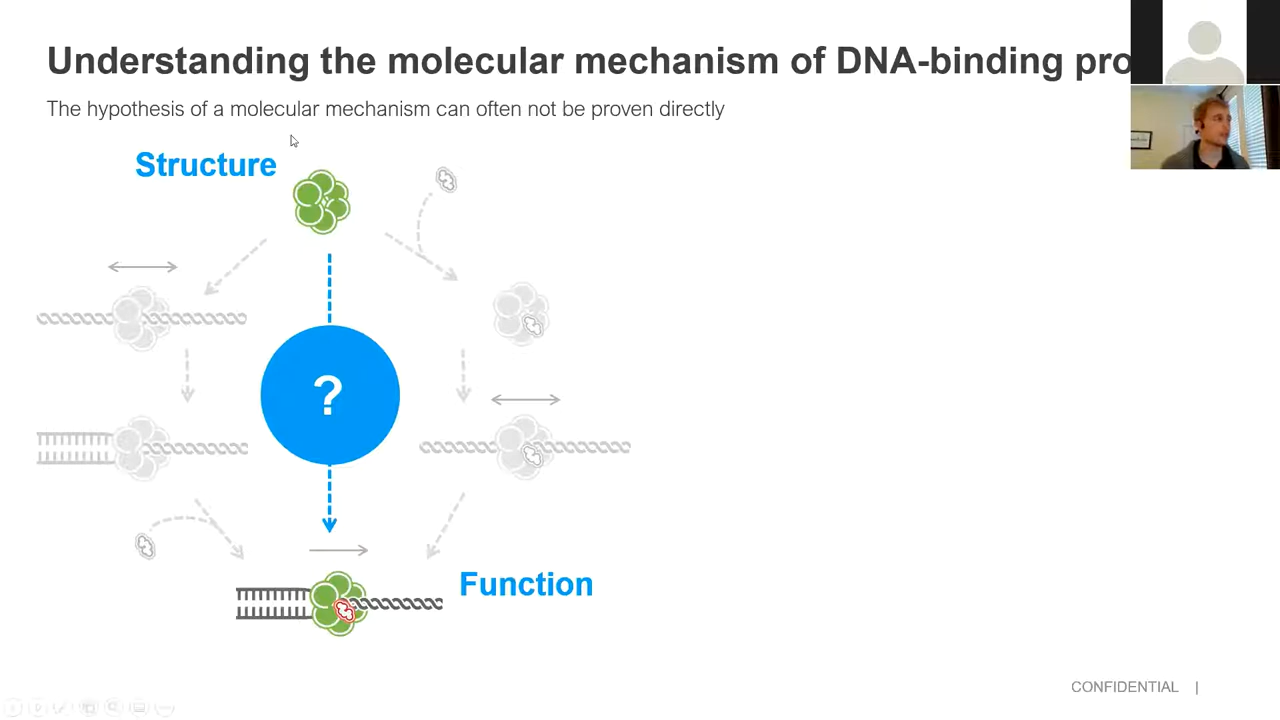 Understanding the molecular mechanism of DNA-binding pro
The hypothesis of a molecular mechanism can often not be proven directly
Structure
?
Function
CONFIDENTIAL |